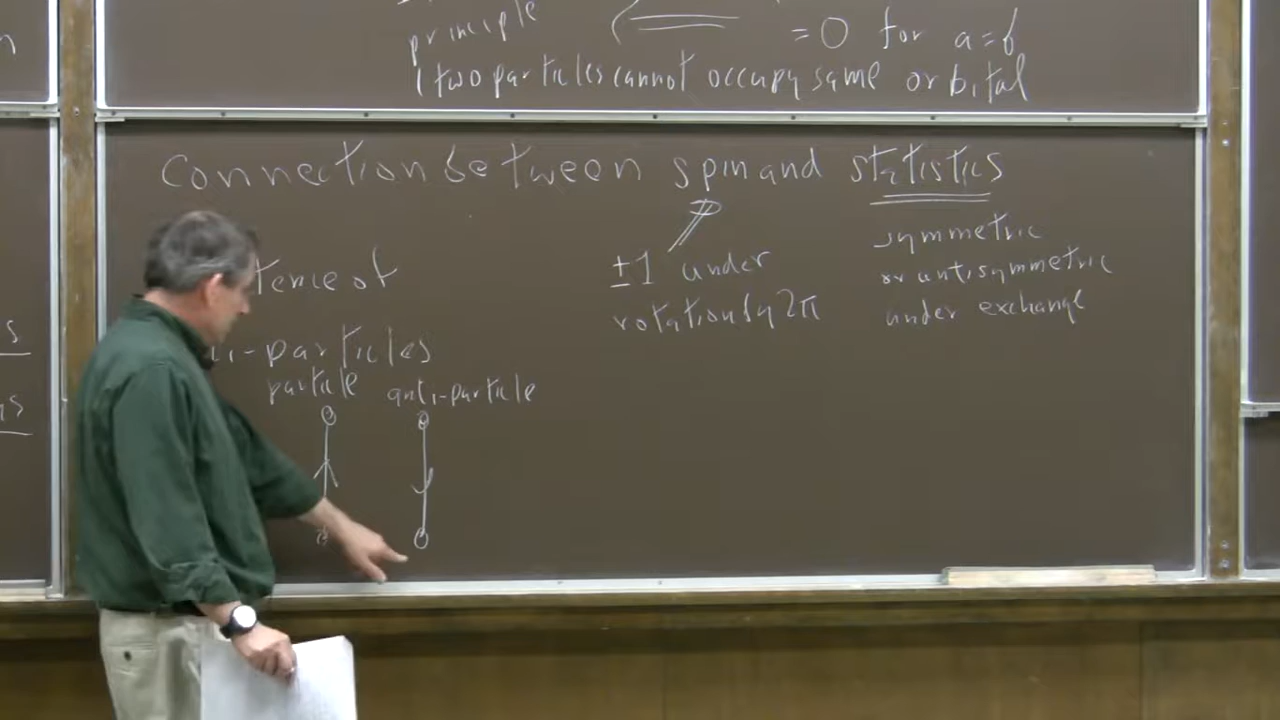 principle
= 0 for a = b
two particles cannot occupy same orbital
Connection between spin and statistics
symmetric
or antisymmetric
under exchange
±1 under
rotation by 2π
tence of
i-particles
particle anti-particle